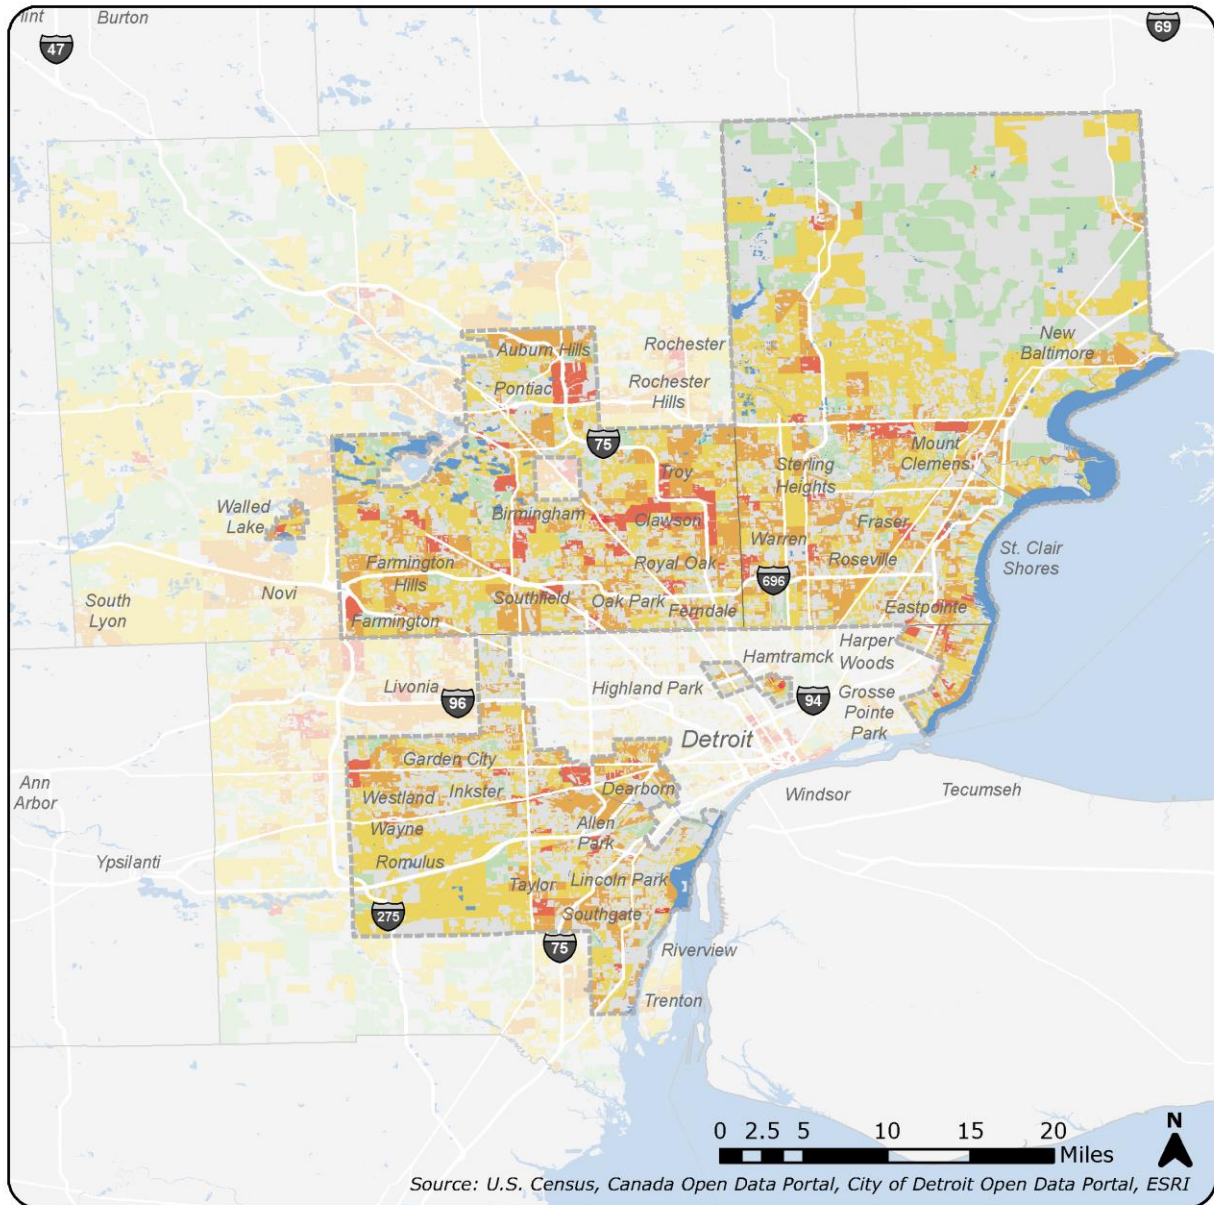 lint
Burton
47
69
Rochester
New
Baltimore
Auburn Hills
Pontiac
Rochester
Hills
75
Mount
Clemens
Troy
Sterling
Heights
Walled
Lake
Birmingham
Clawson
Fraser
Warren
Roseville
St. Clair
Shores
Farmington
Hills
Royal Oak
696
Novi
South
Lyon
Southfield
Oak Park
Ferndale
Eastpointe
Farmington
Harper
Woods
Hamtramck
Livonia
96
Highland Park
94
Grosse
Pointe
Park
Detroit
Garden City
Ann
Arbor
Westland
Inkster
Dearborn
Windsor
Tecumseh
Wayne
Allen
Park
Ypsilanti
Romulus
Taylor
Lincoln Park
275
Southgate
75
Riverview
Trenton
N
0 2.5 5 10 15 20
Miles
Source: U.S. Census, Canada Open Data Portal, City of Detroit Open Data Portal, ESRI